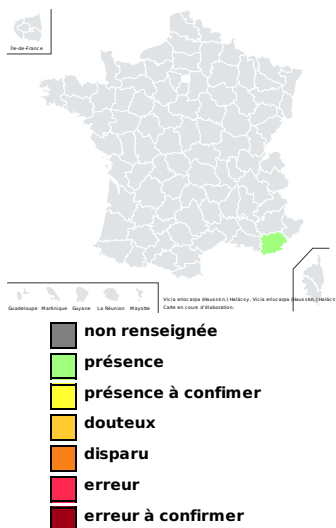 Île-de-France
Guadeloupe Martinique Guyane La Réunion Mayotte
Vicia eriocarpa (Hausskn.) Halácsy, Vicia eriocarpa (Hausskn.) Halácsy
Carte en cours d'élaboration.
non renseignée
présence
présence à confimer
douteux
disparu
erreur
erreur à confirmer